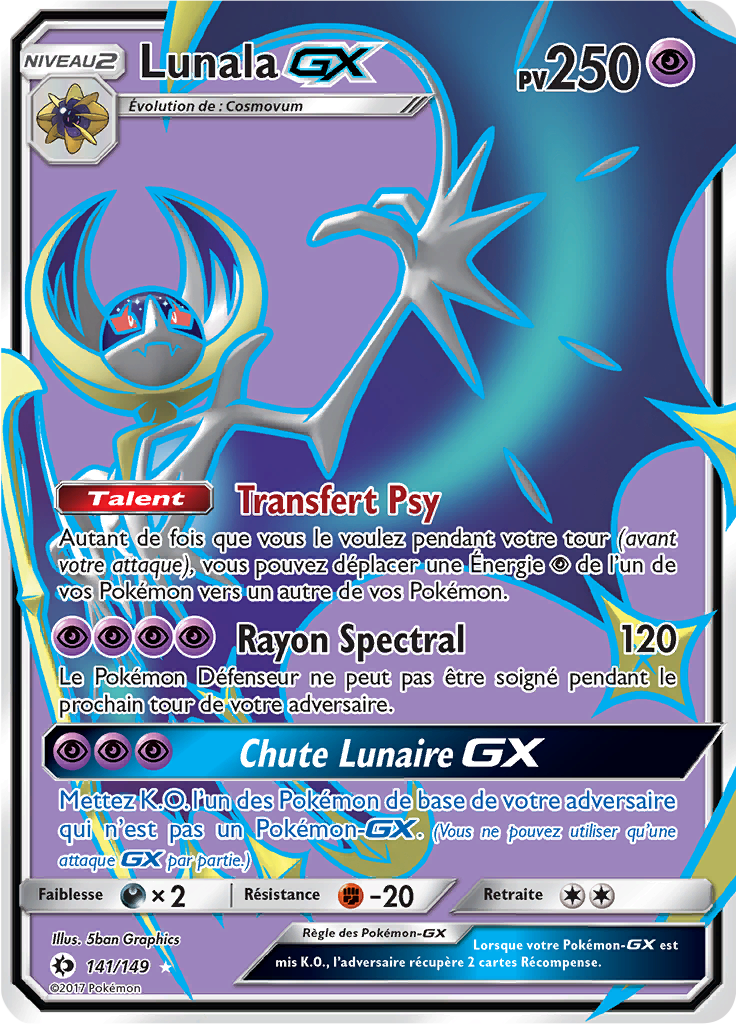 NIVEAU2 Lunala GX PV250
Évolution de : Cosmovum
Talent Transfert Psy
Autant de fois que vous le voulez pendant votre tour (avant
votre attaque), vous pouvez déplacer une Énergie de l'un de
vos Pokémon vers un autre de vos Pokémon.
Rayon Spectral 120
Le Pokémon Défenseur ne peut pas être soigné pendant le
prochain tour de votre adversaire.
Chute Lunaire GX
Mettez K.O. l'un des Pokémon de base de votre adversaire
qui n'est pas un Pokémon-GX. (Vous ne pouvez utiliser qu'une
attaque GX par partie.)
Faiblesse ×2 Résistance -20 Retraite
Illus. 5ban Graphics
141/149
©2017 Pokémon
Règle des Pokémon-GX
Lorsque votre Pokémon-GX est
mis K.O., l'adversaire récupère 2 cartes Récompense.